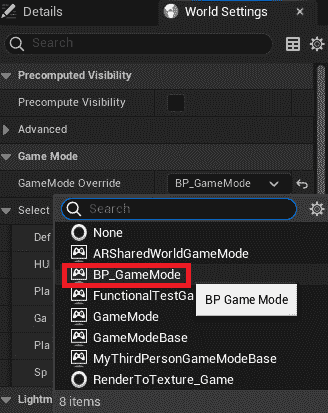 Details
World Settings
Search
Precomputed Visibility
Precompute Visibility
Advanced
Game Mode
GameMode Override
BP_GameMode
Select
Search
None
Def
ARSharedWorldGameMode
HU
BP_GameMode
Pla
FunctionalTestGa
BP Game Mode
Ga
GameMode
Pla
GameModeBase
Pla
MyThirdPersonGameModeBase
Sp
RenderToTexture_Game
Lightm
8 items